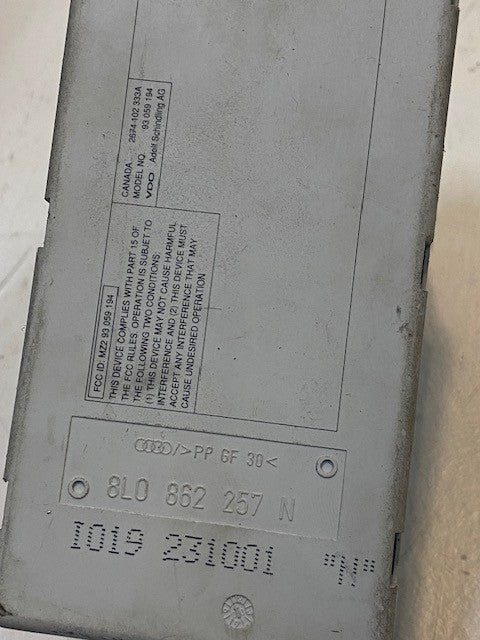 CANADA: 2674-102 333A
MODEL NO. 93 059 194
VDO Adolf Schindling AG
FCC ID: MZ2 93 059 194
THIS DEVICE COMPLIES WITH PART 15 OF
THE FCC RULES. OPERATION IS SUBJET TO
THE FOLLOWING TWO CONDITIONS:
(1) THIS DEVICE MAY NOT CAUSE HARMFUL
INTERFERENCE AND (2) THIS DEVICE MUST
ACCEPT ANY INTERFERENCE THAT MAY
CAUSE UNDESIRED OPERATION
/>PP GF 30<
8L0 862 257 N
1019 231001 "H"